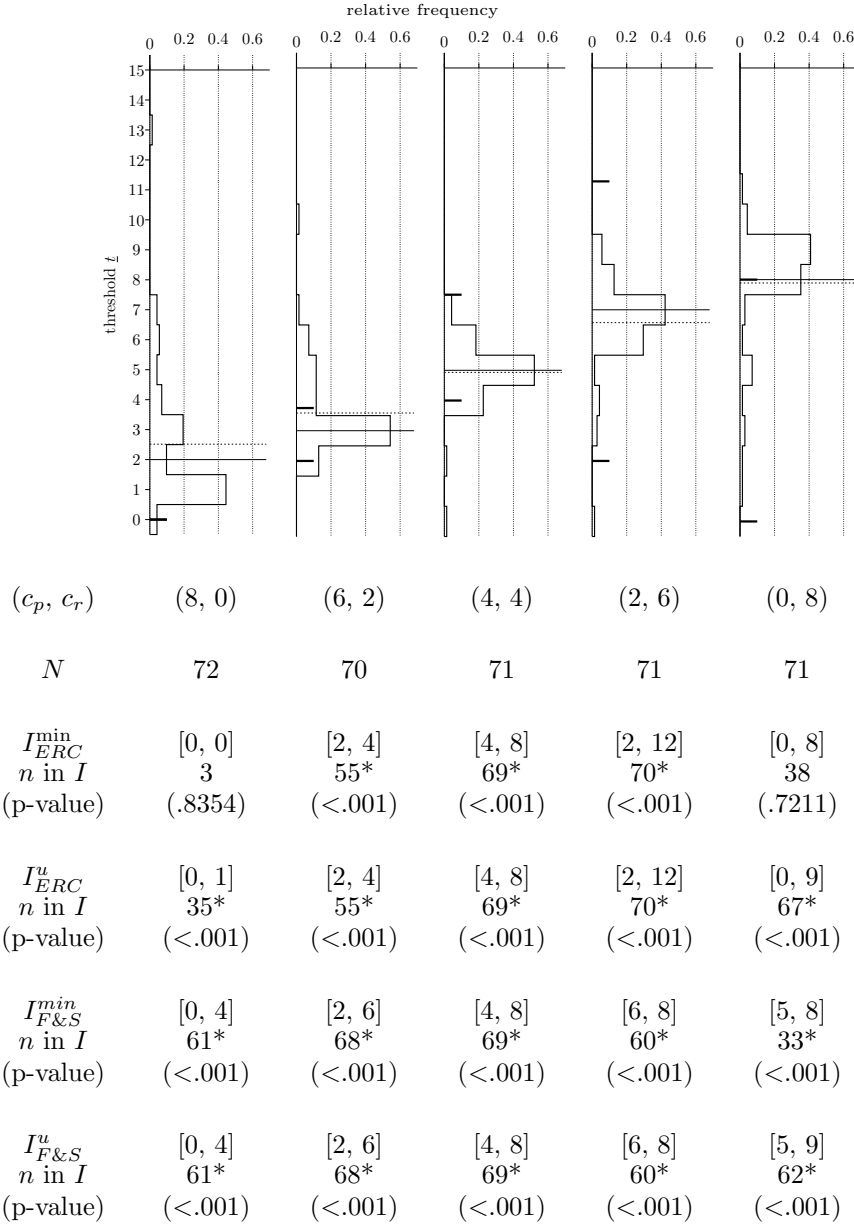 relative frequency
0 0.2 0.4 0.6 0 0.2 0.4 0.6 0 0.2 0.4 0.6 0 0.2 0.4 0.6 0 0.2 0.4 0.6
15
14
13
12
11
10
9
8
7
6
5
4
3
2
1
0
threshold t
(c_p, c_r) (8, 0) (6, 2) (4, 4) (2, 6) (0, 8)
N 72 70 71 71 71
I_{ERC}^{min} [0, 0] [2, 4] [4, 8] [2, 12] [0, 8]
n in I 3 55* 69* 70* 38
(p-value) (.8354) (<.001) (<.001) (<.001) (.7211)
I_{ERC}^{u} [0, 1] [2, 4] [4, 8] [2, 12] [0, 9]
n in I 35* 55* 69* 70* 67*
(p-value) (<.001) (<.001) (<.001) (<.001) (<.001)
I_{F&S}^{min} [0, 4] [2, 6] [4, 8] [6, 8] [5, 8]
n in I 61* 68* 69* 60* 33*
(p-value) (<.001) (<.001) (<.001) (<.001) (<.001)
I_{F&S}^{u} [0, 4] [2, 6] [4, 8] [6, 8] [5, 9]
n in I 61* 68* 69* 60* 62*
(p-value) (<.001) (<.001) (<.001) (<.001) (<.001)